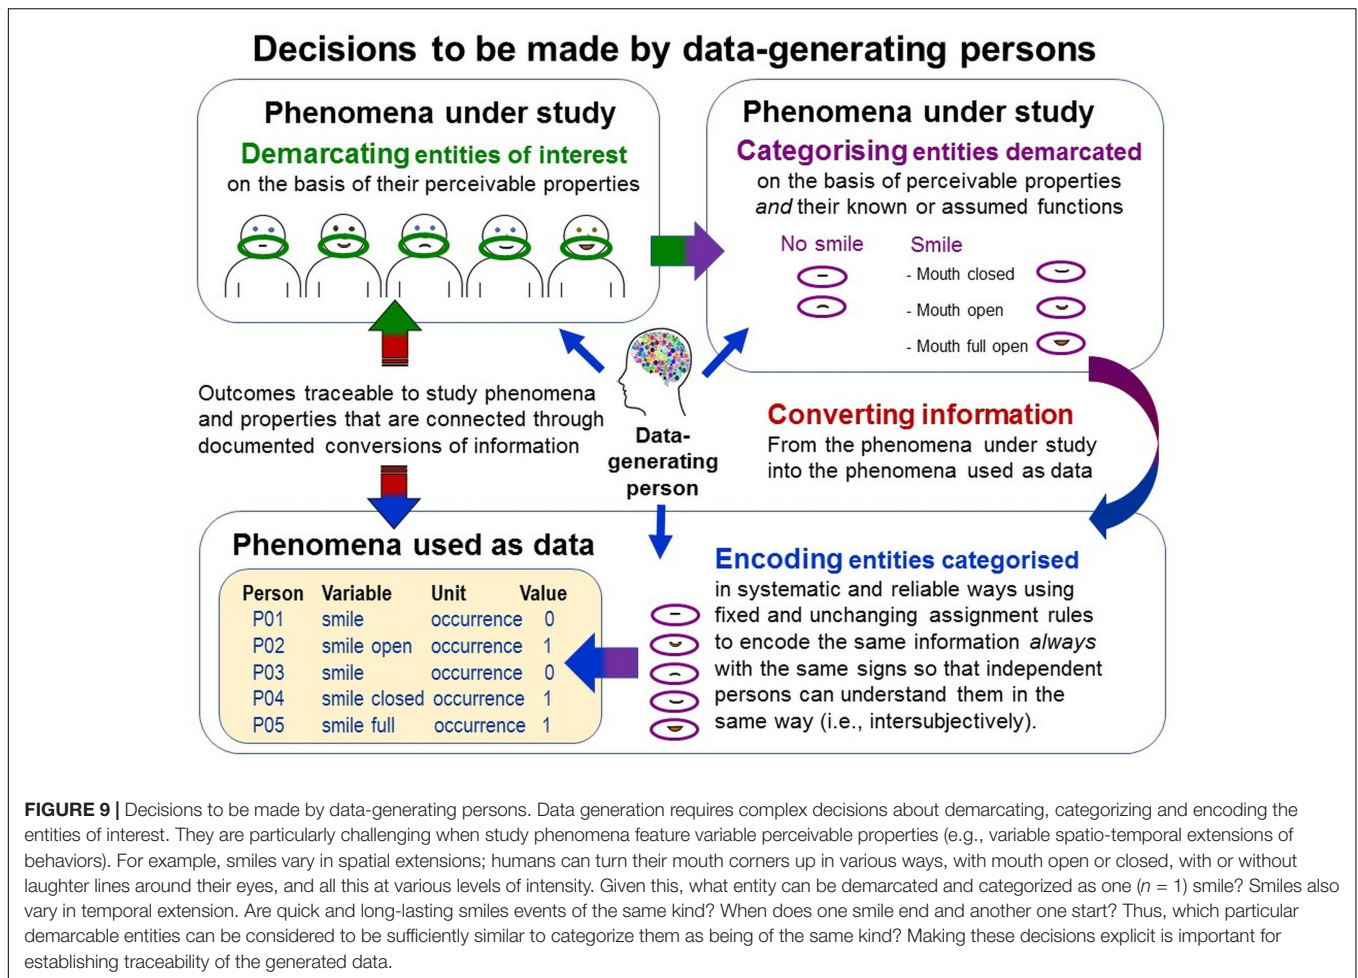 Decisions to be made by data-generating persons
Phenomena under study
Demarcating entities of interest
on the basis of their perceivable properties
Phenomena under study
Categorising entities demarcated
on the basis of perceivable properties
and their known or assumed functions
No smile
Smile
- Mouth closed
- Mouth open
- Mouth full open
Outcomes traceable to study phenomena
and properties that are connected through
documented conversions of information
Data-
generating
person
Converting information
From the phenomena under study
into the phenomena used as data
Phenomena used as data
Person Variable Unit Value
P01 smile occurrence 0
P02 smile open occurrence 1
P03 smile occurrence 0
P04 smile closed occurrence 1
P05 smile full occurrence 1
Encoding entities categorised
in systematic and reliable ways using
fixed and unchanging assignment rules
to encode the same information always
with the same signs so that independent
persons can understand them in the
same way (i.e., intersubjectively).
FIGURE 9 | Decisions to be made by data-generating persons. Data generation requires complex decisions about demarcating, categorizing and encoding the
entities of interest. They are particularly challenging when study phenomena feature variable perceivable properties (e.g., variable spatio-temporal extensions of
behaviors). For example, smiles vary in spatial extensions; humans can turn their mouth corners up in various ways, with mouth open or closed, with or without
laughter lines around their eyes, and all this at various levels of intensity. Given this, what entity can be demarcated and categorized as one (n = 1) smile? Smiles also
vary in temporal extension. Are quick and long-lasting smiles events of the same kind? When does one smile end and another one start? Thus, which particular
demarcable entities can be considered to be sufficiently similar to categorize them as being of the same kind? Making these decisions explicit is important for
establishing traceability of the generated data.